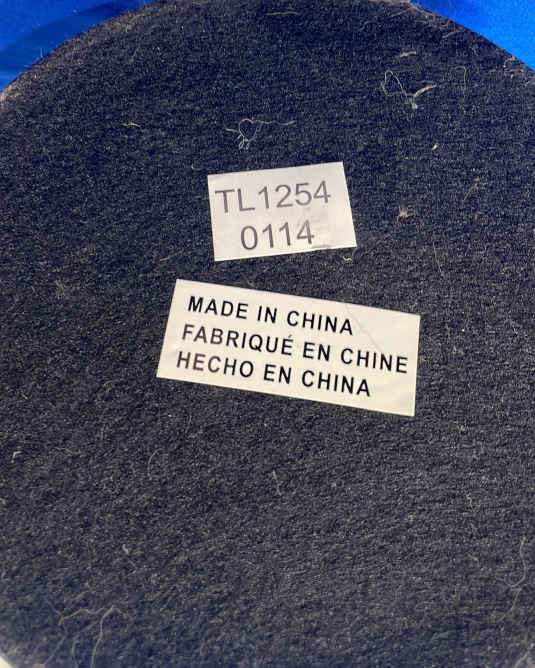 TL1254
0114
MADE IN CHINA
FABRIQUÉ EN CHINE
HECHO EN CHINA